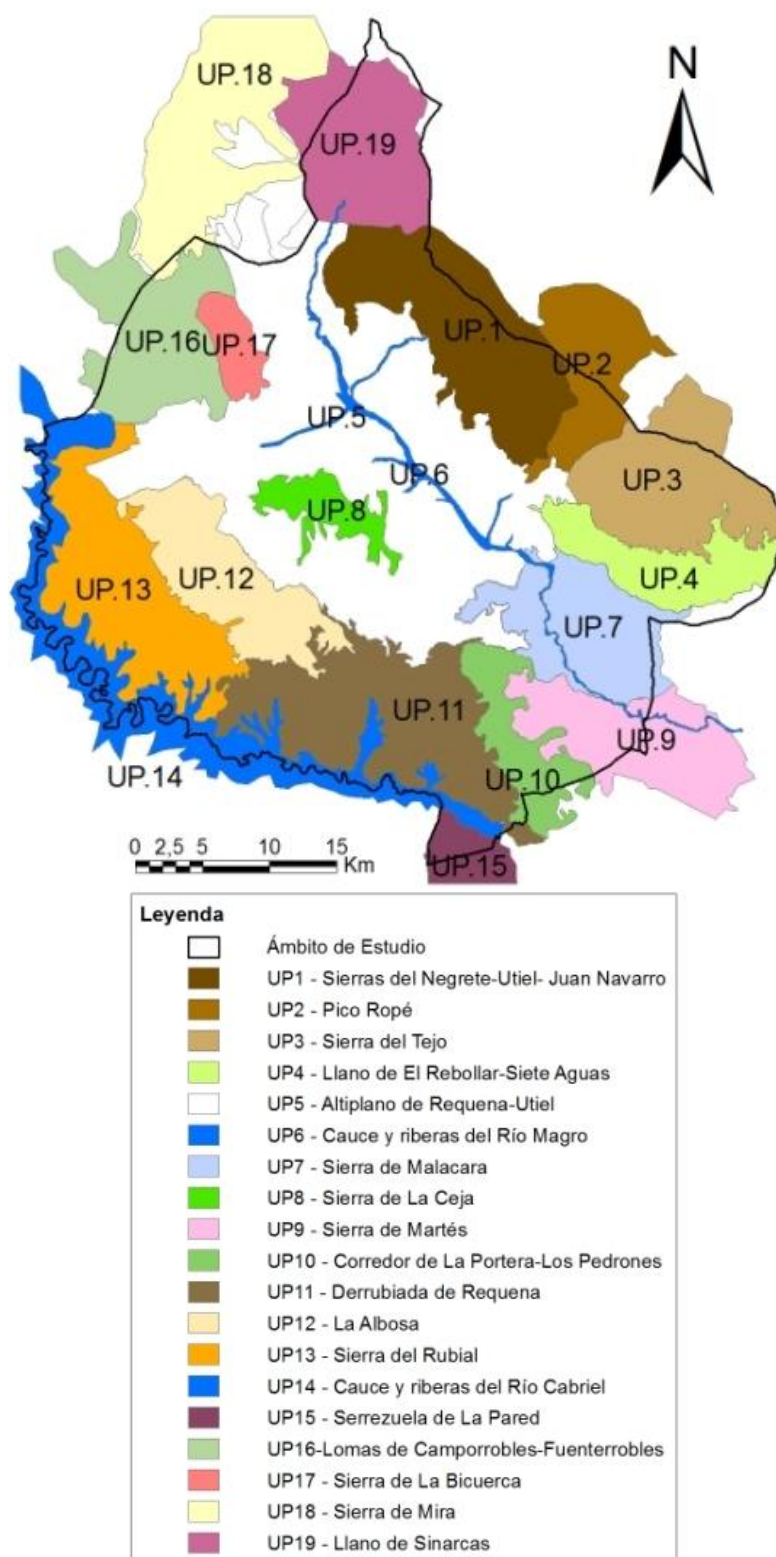 UP.18
N
UP.19
UP.1
UP.2
UP.16
UP.17
UP.5
UP.6
UP.3
UP.8
UP.4
UP.12
UP.13
UP.7
UP.11
UP.9
UP.14
UP.10
0 2,5 5 10 15
Km
UP.15
Leyenda
Ámbito de Estudio
UP1 - Sierras del Negrete-Utiel- Juan Navarro
UP2 - Pico Ropé
UP3 - Sierra del Tejo
UP4 - Llano de El Rebollar-Siete Aguas
UP5 - Altiplano de Requena-Utiel
UP6 - Cauce y riberas del Río Magro
UP7 - Sierra de Malacara
UP8 - Sierra de La Ceja
UP9 - Sierra de Martés
UP10 - Corredor de La Portera-Los Pedrones
UP11 - Derrubiada de Requena
UP12 - La Albosa
UP13 - Sierra del Rubial
UP14 - Cauce y riberas del Río Cabriel
UP15 - Serrezuela de La Pared
UP16-Lomas de Camporrobles-Fuenterrobles
UP17 - Sierra de La Bicuerca
UP18 - Sierra de Mira
UP19 - Llano de Sinarcas